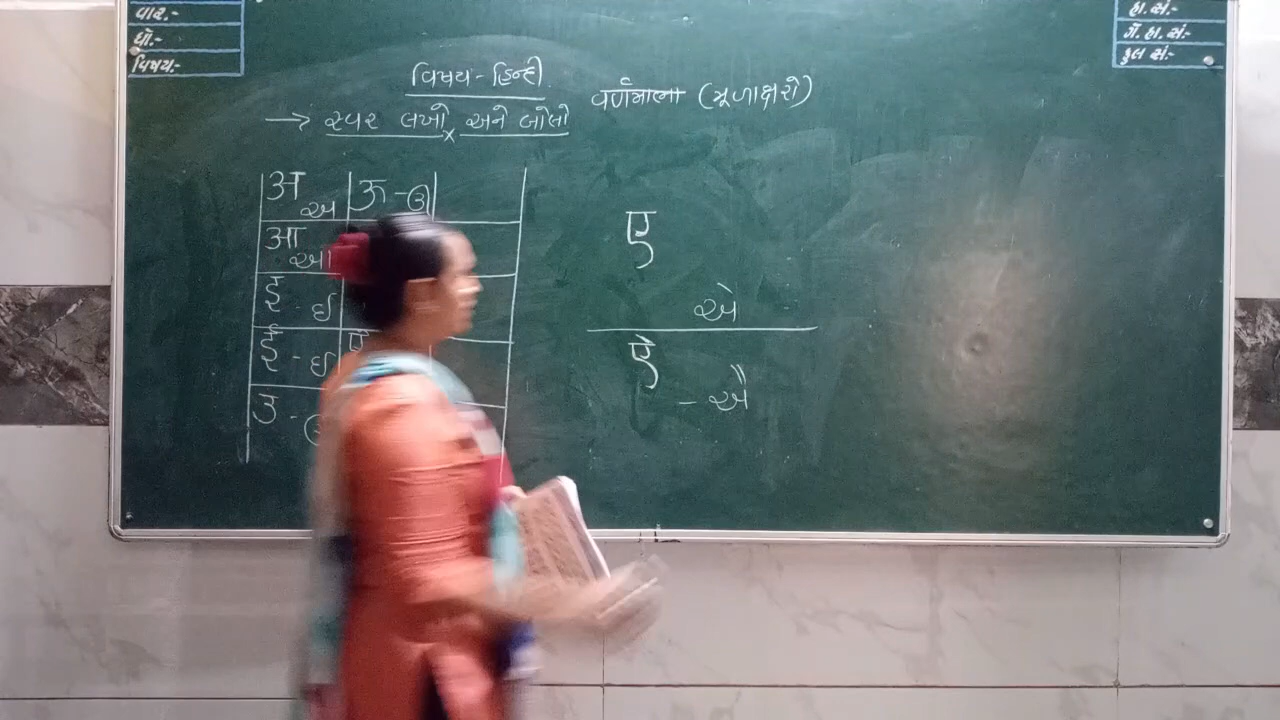 વાર.-
ધો.-
વિષય.-
હા. સં.-
ગે. હા. સં.-
કુલ સં.-
વિષય - હિન્દી.
વર્ણમાલા (મૂળાક્ષરો)
→ સ્વર લખો અને બોલો
×
अ અ ऊ - ઊ
आ આ
इ - ઈ
ई - ઈ
उ -
ए
એ
ऐ
- ઐ